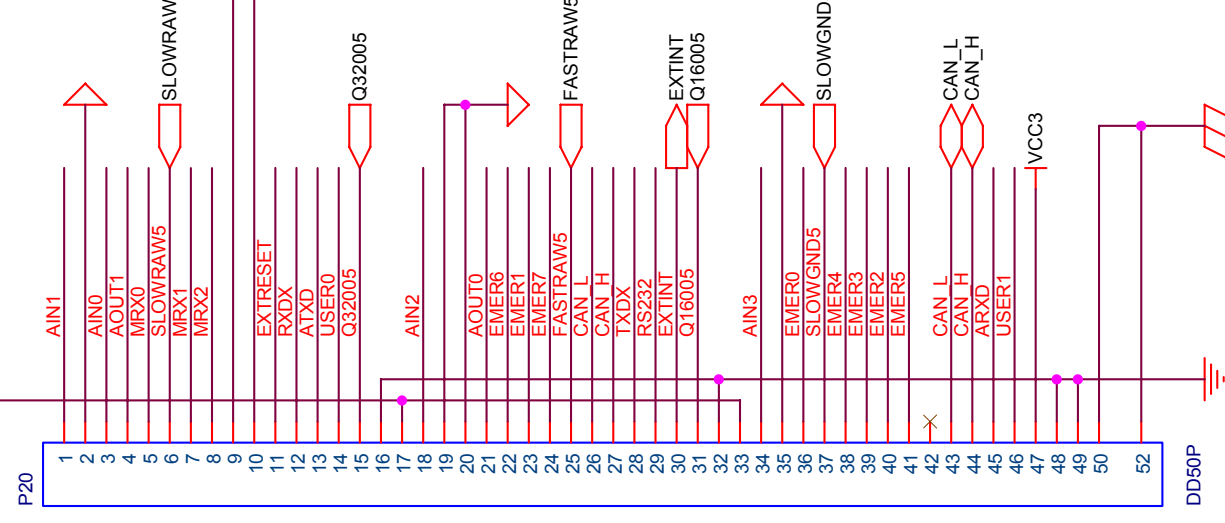 SLOWRAW
Q32005
FASTRAW5
EXTINT
Q16005
SLOWGND
CAN_L
CAN_H
VCC3
AIN1
AIN0
AOUT1
MRX0
SLOWRAW5
MRX1
MRX2
EXTRESET
RXDX
ATXD
USER0
Q32005
AIN2
AOUT0
EMER6
EMER1
EMER7
FASTRAW5
CAN_L
CAN_H
TXDX
RS232
EXTINT
Q16005
AIN3
EMER0
SLOWGND5
EMER4
EMER3
EMER2
EMER5
CAN_L
CAN_H
ARXD
USER1
P20
1
2
3
4
5
6
7
8
9
10
11
12
13
14
15
16
17
18
19
20
21
22
23
24
25
26
27
28
29
30
31
32
33
34
35
36
37
38
39
40
41
42
43
44
45
46
47
48
49
50
52
DD50P